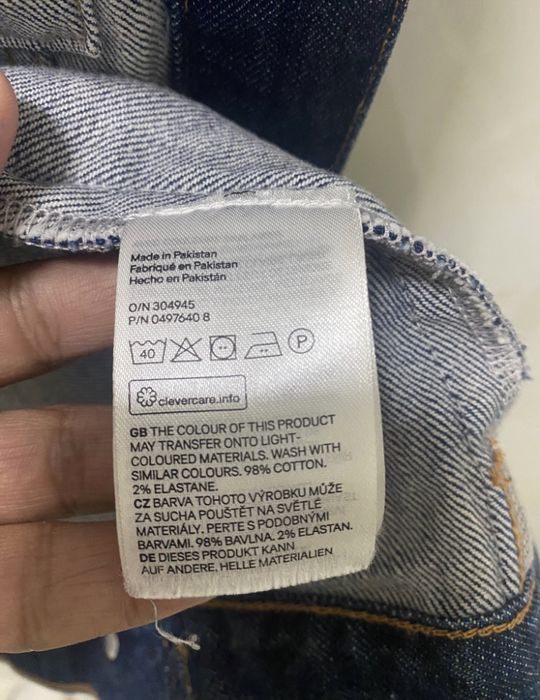 Made in Pakistan
Fabriqué en Pakistan
Hecho en Pakistán
O/N 304945
P/N 0497640 8
40
P
clevercare.info
GB THE COLOUR OF THIS PRODUCT
MAY TRANSFER ONTO LIGHT-
COLOURED MATERIALS. WASH WITH
SIMILAR COLOURS. 98% COTTON.
2% ELASTANE.
CZ BARVA TOHOTO VÝROBKU MŮŽE
ZA SUCHA POUŠTĚT NA SVĚTLÉ
MATERIÁLY. PERTE S PODOBNÝMI
BARVAMI. 98% BAVLNA. 2% ELASTAN.
DE DIESES PRODUKT KANN
AUF ANDERE, HELLE MATERIALIEN